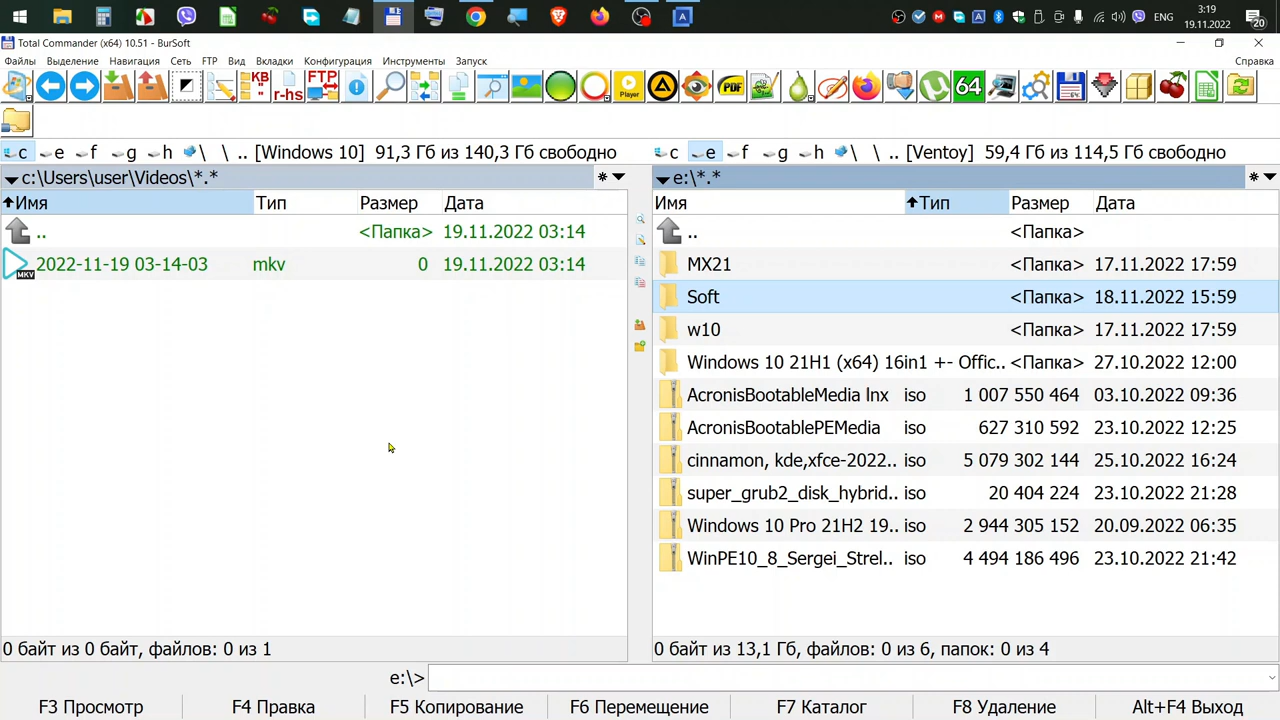 3:19
ENG
19.11.2022
20
Total Commander (x64) 10.51 - BurSoft
Файлы Выделение Навигация Сеть FTP Вид Вкладки Конфигурация Инструменты Запуск Справка
КВ
r-hs
FTP
Player
PDF
64
c e f g h \ \ .. [Windows 10] 91,3 Гб из 140,3 Гб свободно
c e f g h \ \ .. [Ventoy] 59,4 Гб из 114,5 Гб свободно
c:\Users\user\Videos\*.* * 
e:\*.* *
Имя Тип Размер Дата
Имя Тип Размер Дата
.. <Папка> 19.11.2022 03:14
2022-11-19 03-14-03 mkv 0 19.11.2022 03:14
MKV
.. <Папка>
MX21 <Папка> 17.11.2022 17:59
Soft <Папка> 18.11.2022 15:59
w10 <Папка> 17.11.2022 17:59
Windows 10 21H1 (x64) 16in1 +- Offic.. <Папка> 27.10.2022 12:00
AcronisBootableMedia lnx iso 1 007 550 464 03.10.2022 09:36
AcronisBootablePEMedia iso 627 310 592 23.10.2022 12:25
cinnamon, kde,xfce-2022.. iso 5 079 302 144 25.10.2022 16:24
super_grub2_disk_hybrid.. iso 20 404 224 23.10.2022 21:28
Windows 10 Pro 21H2 19.. iso 2 944 305 152 20.09.2022 06:35
WinPE10_8_Sergei_Strel.. iso 4 494 186 496 23.10.2022 21:42
0 байт из 0 байт, файлов: 0 из 1
0 байт из 13,1 Гб, файлов: 0 из 6, папок: 0 из 4
e:\>
F3 Просмотр F4 Правка F5 Копирование F6 Перемещение F7 Каталог F8 Удаление Alt+F4 Выход